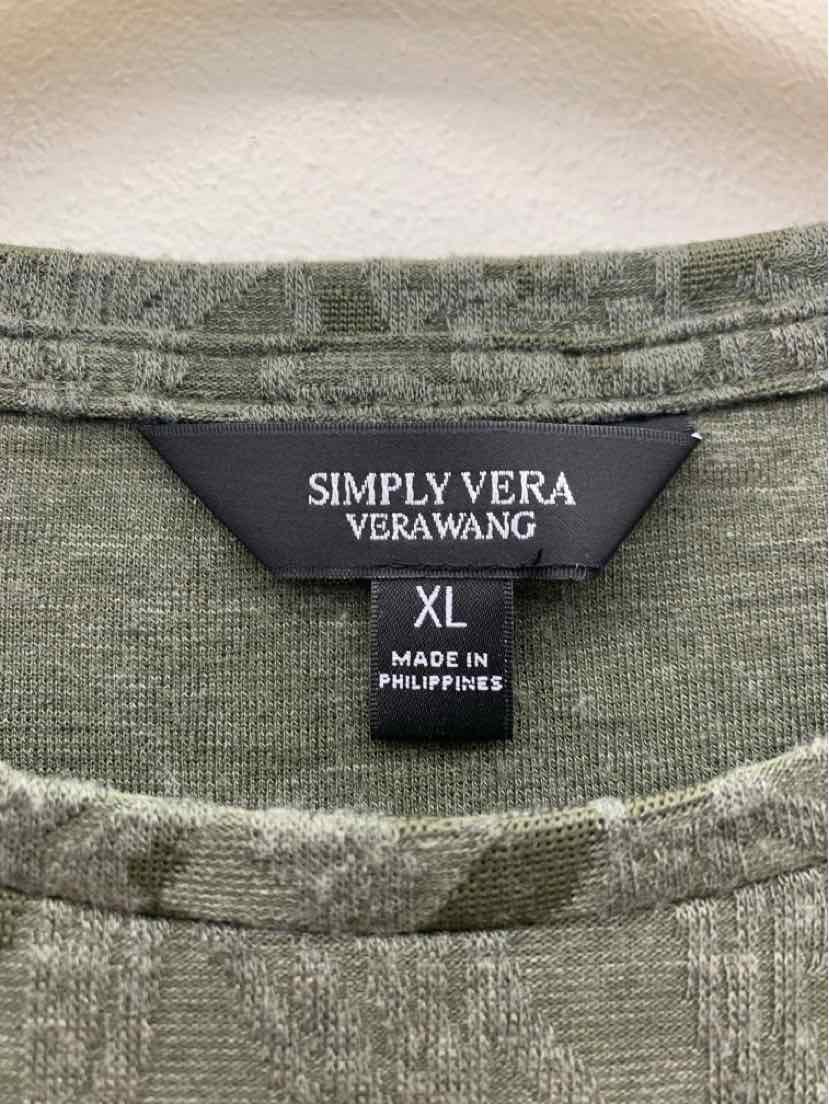 SIMPLY VERA
VERAWANG
XL
MADE IN
PHILIPPINES